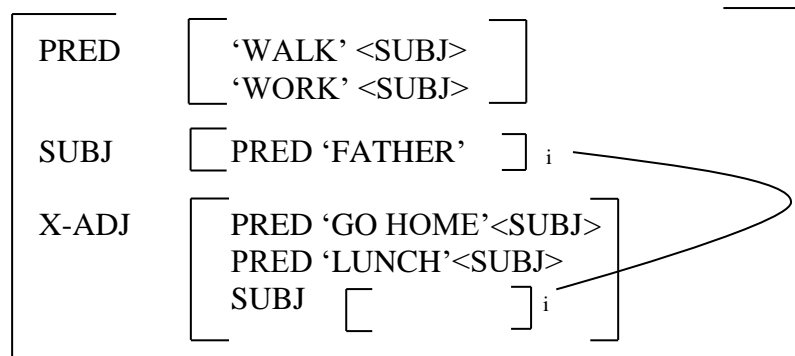 PRED ‘WALK’ <SUBJ>
‘WORK’ <SUBJ>
SUBJ PRED ‘FATHER’ i
X-ADJ PRED ‘GO HOME’<SUBJ>
PRED ‘LUNCH’<SUBJ>
SUBJ i